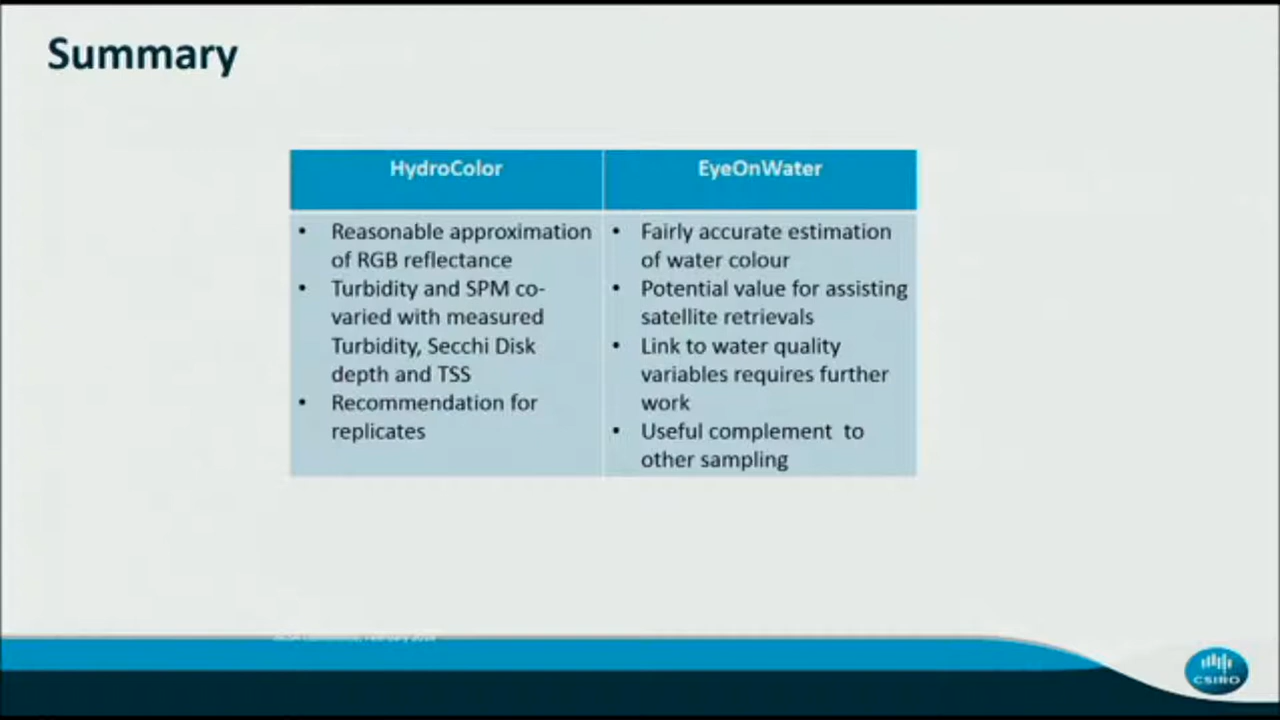 Summary
HydroColor
EyeOnWater
• Reasonable approximation
of RGB reflectance
• Turbidity and SPM co-
varied with measured
Turbidity, Secchi Disk
depth and TSS
• Recommendation for
replicates
• Fairly accurate estimation
of water colour
• Potential value for assisting
satellite retrievals
• Link to water quality
variables requires further
work
• Useful complement to
other sampling
CSIRO